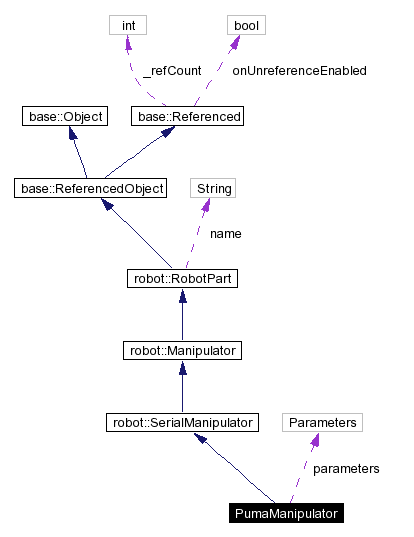 int
bool
_refCount
onUnreferenceEnabled
base::Object
base::Referenced
base::ReferencedObject
String
name
robot::RobotPart
robot::Manipulator
robot::SerialManipulator
Parameters
parameters
PumaManipulator